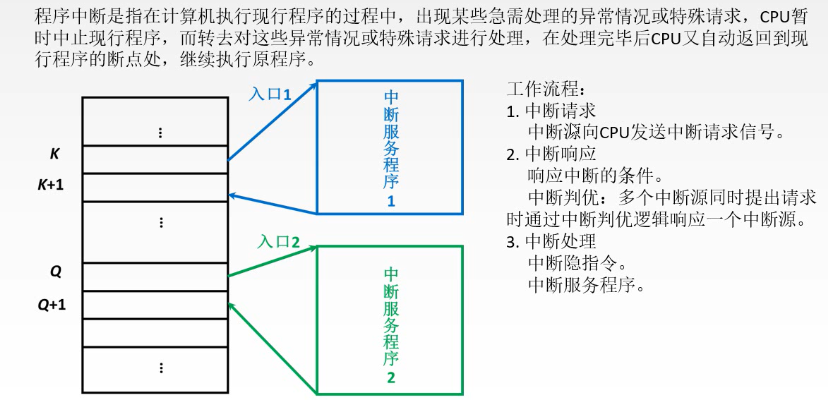 程序中断是指在计算机执行现行程序的过程中，出现某些急需处理的异常情况或特殊请求，CPU暂
时中止现行程序，而转去对这些异常情况或特殊请求进行处理，在处理完毕后CPU又自动返回到现
行程序的断点处，继续执行原程序。
入口1
中断服务程序1
⋮
K
K+1
⋮
入口2
中断服务程序2
Q
Q+1
⋮
工作流程：
1. 中断请求
中断源向CPU发送中断请求信号。
2. 中断响应
响应中断的条件。
中断判优：多个中断源同时提出请求
时通过中断判优逻辑响应一个中断源。
3. 中断处理
中断隐指令。
中断服务程序。